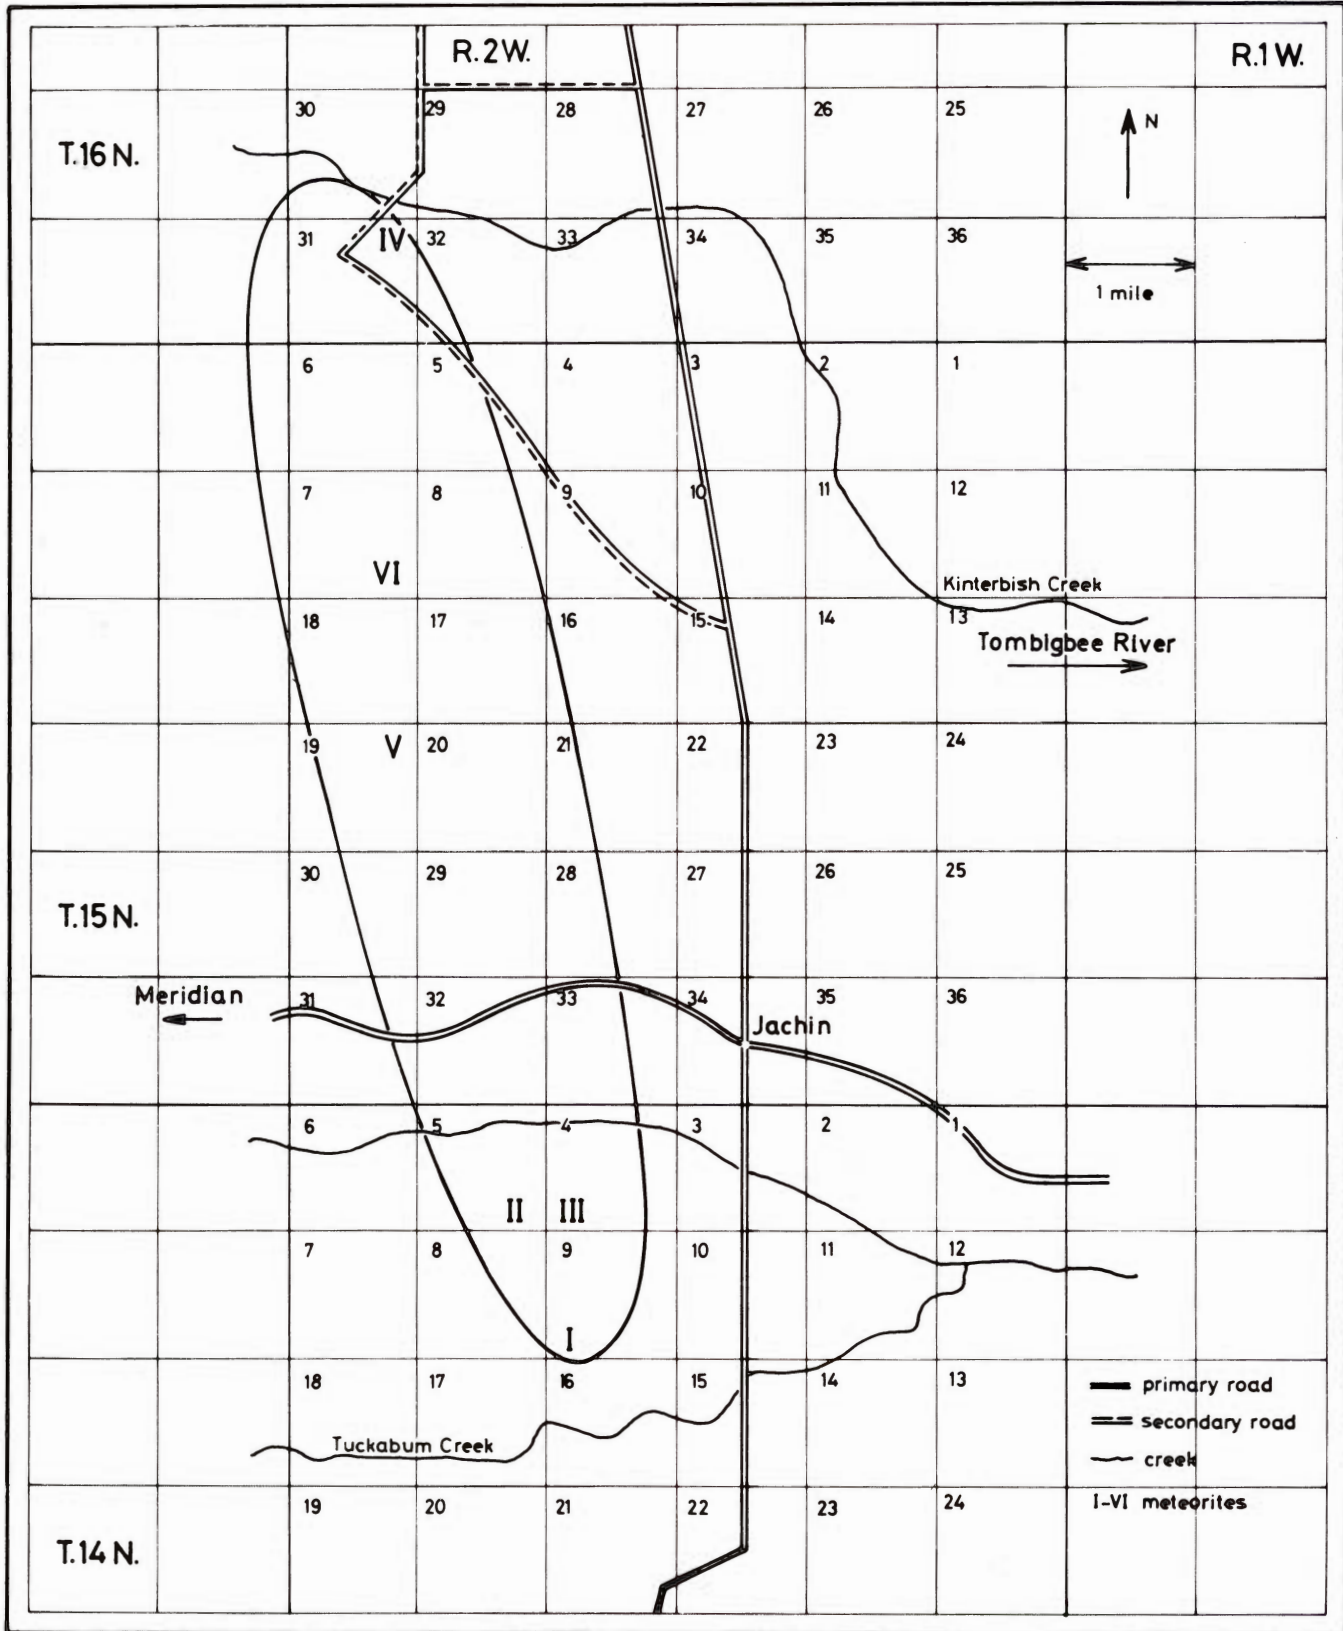 R.2W.
R.1W.
30 29 28 27 26 25
N
T.16N.
31 IV 32 33 34 35 36
1 mile
6 5 4 3 2 1
7 8 9 10 11 12
VI
Kinterbish Creek
18 17 16 15 14 13
Tombigbee River
19 V 20 21 22 23 24
30 29 28 27 26 25
T.15N.
Meridian
31 32 33 34 35 36
Jachin
6 5 4 3 2 1
II III
7 8 9 10 11 12
I
18 17 16 15 14 13
primary road
secondary road
Tuckabum Creek
creek
19 20 21 22 23 24
I-VI meteorites
T.14N.